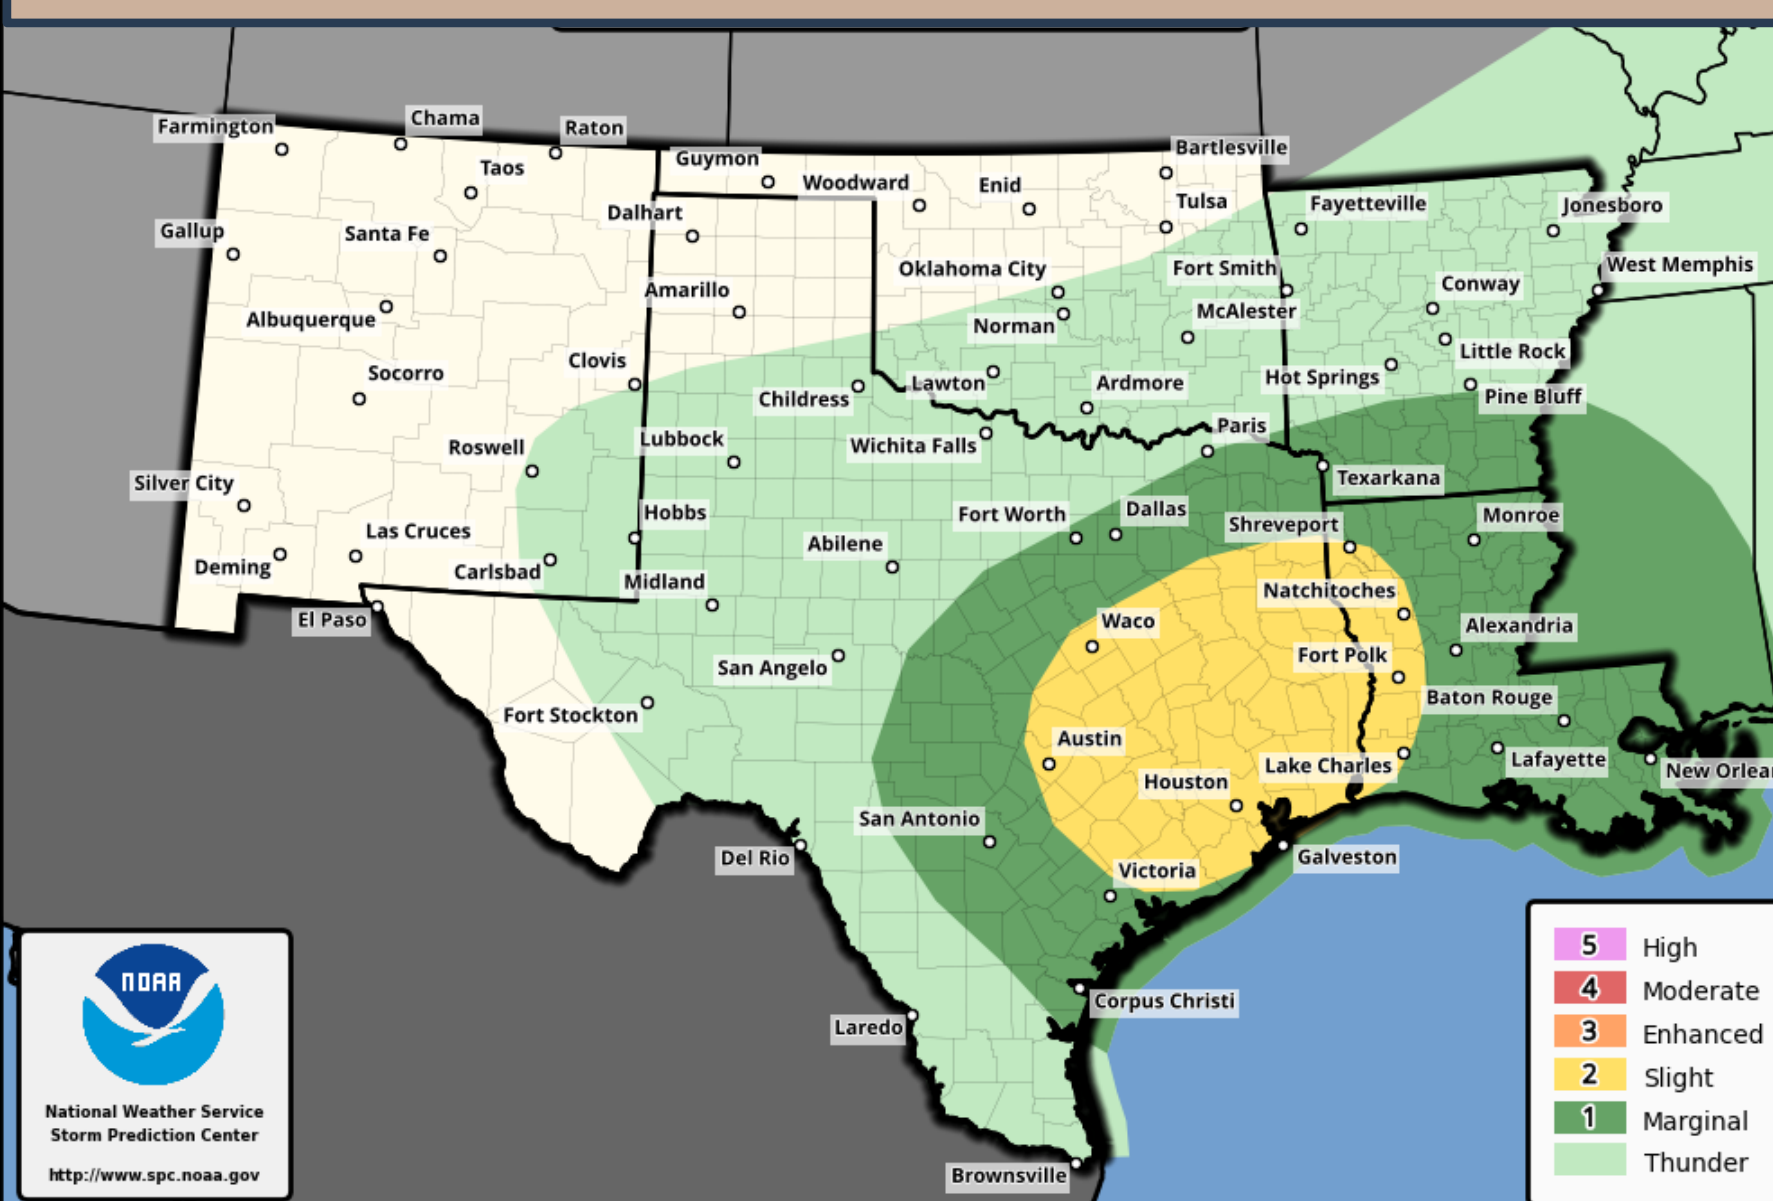 Farmington
Chama
Raton
Taos
Guymon
Woodward
Enid
Bartlesville
Tulsa
Dalhart
Fayetteville
Jonesboro
Gallup
Santa Fe
Oklahoma City
Fort Smith
West Memphis
Amarillo
Conway
Albuquerque
Norman
McAlester
Little Rock
Clovis
Socorro
Childress
Lawton
Ardmore
Hot Springs
Pine Bluff
Roswell
Lubbock
Wichita Falls
Paris
Silver City
Texarkana
Las Cruces
Hobbs
Fort Worth
Dallas
Shreveport
Monroe
Deming
Carlsbad
Midland
Abilene
Natchitoches
El Paso
Waco
Alexandria
San Angelo
Fort Polk
Fort Stockton
Baton Rouge
Austin
Houston
Lake Charles
Lafayette
New Orlea
San Antonio
Del Rio
Victoria
Galveston
Corpus Christi
Laredo
Brownsville
NOAA
National Weather Service
Storm Prediction Center
http://www.spc.noaa.gov
5 High
4 Moderate
3 Enhanced
2 Slight
1 Marginal
Thunder